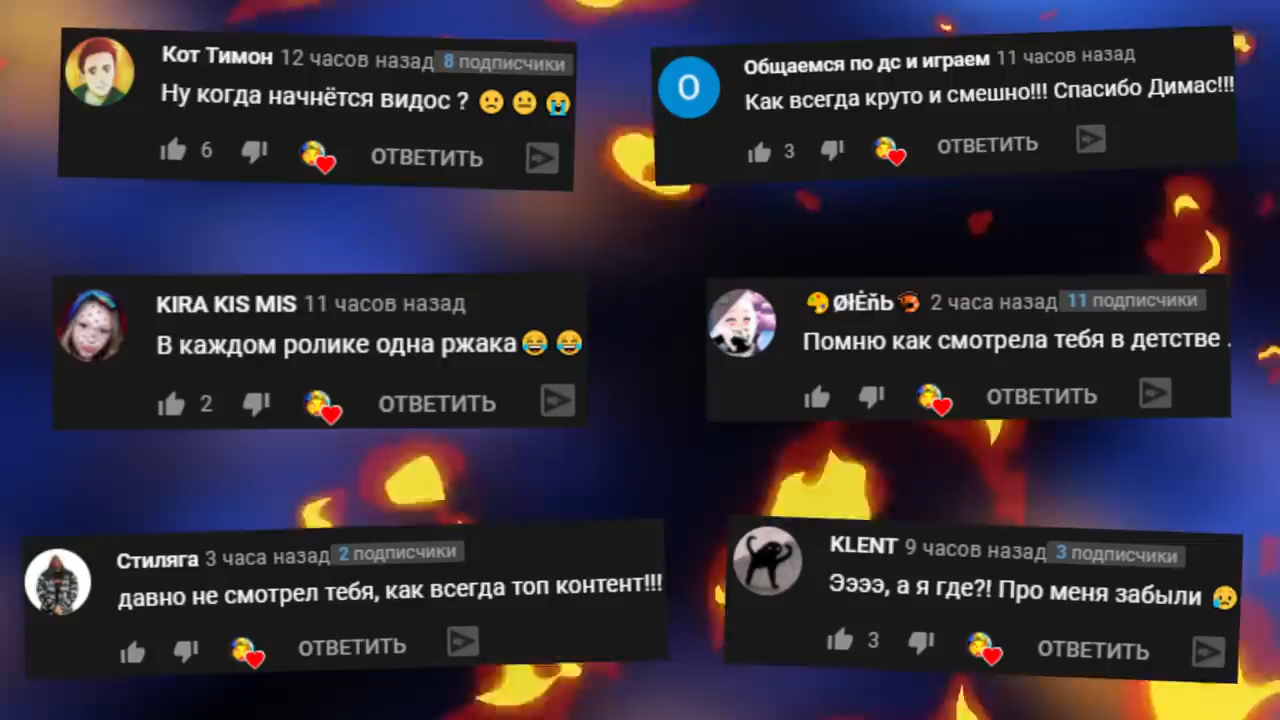 Кот Тимон 12 часов назад 8 подписчики
Ну когда начнётся видос ? 🙁 😐 😭
6 ОТВЕТИТЬ
О
Общаемся по дс и играем 11 часов назад
Как всегда круто и смешно!!! Спасибо Димас!!!
3 ОТВЕТИТЬ
KIRA KIS MIS 11 часов назад
В каждом ролике одна ржака 😂 😂
2 ОТВЕТИТЬ
🎨ØłĖňЬ 2 часа назад 11 подписчики
Помню как смотрела тебя в детстве .
ОТВЕТИТЬ
Стиляга 3 часа назад 2 подписчики
давно не смотрел тебя, как всегда топ контент!!!
ОТВЕТИТЬ
KLENT 9 часов назад 3 подписчики
Ээээ, а я где?! Про меня забыли 😥
3 ОТВЕТИТЬ